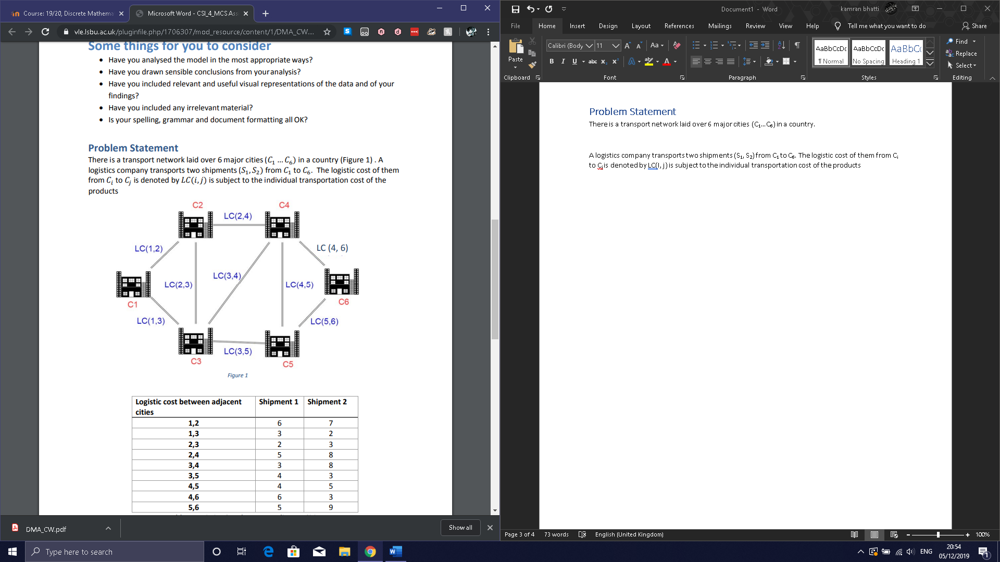 Course: 19/20, Discrete Mathema
Microsoft Word - CSI_4_MCS Ass
vle.lsbu.ac.uk/pluginfile.php/1706307/mod_resource/content/1/DMA_CW....
Some things for you to consider
• Have you analysed the model in the most appropriate ways?
• Have you drawn sensible conclusions from your analysis?
• Have you included relevant and useful visual representations of the data and of your
findings?
• Have you included any irrelevant material?
• Is your spelling, grammar and document formatting all OK?
Problem Statement
There is a transport network laid over 6 major cities (C₁ ... C₆) in a country (Figure 1) . A
logistics company transports two shipments (S₁, S₂) from C₁ to C₆. The logistic cost of them
from Cᵢ to Cⱼ is denoted by LC(i, j) is subject to the individual transportation cost of the
products
C2 C4
LC(2,4)
LC(1,2) LC (4, 6)
LC(3,4)
LC(2,3) LC(4,5)
C1 C6
LC(1,3) LC(5,6)
LC(3,5)
C3 C5
Figure 1
Logistic cost between adjacent Shipment 1 Shipment 2
cities
1,2 6 7
1,3 3 2
2,3 2 3
2,4 5 8
3,4 3 8
3,5 4 3
4,5 4 5
4,6 6 3
5,6 5 9
DMA_CW.pdf
Show all
Document1 - Word
kamran bhatti
File Home Insert Design Layout References Mailings Review View Help Tell me what you want to do Share
Paste
Calibri (Body 11
Aa
B I U abc x₂ x²
AaBbCcDc AaBbCcDc AaBbCc
¶ Normal No Spacing Heading 1
Find
Replace
Select
Clipboard Font Paragraph Styles Editing
Problem Statement
There is a transport network laid over 6 major cities (C₁...C₆) in a country.
A logistics company transports two shipments (S₁, S₂) from C₁ to C₆. The logistic cost of them from Cᵢ
to Cⱼ is denoted by LC(I, j) is subject to the individual transportation cost of the products
Page 3 of 4 73 words English (United Kingdom) 100%
Type here to search
ENG
20:54
05/12/2019